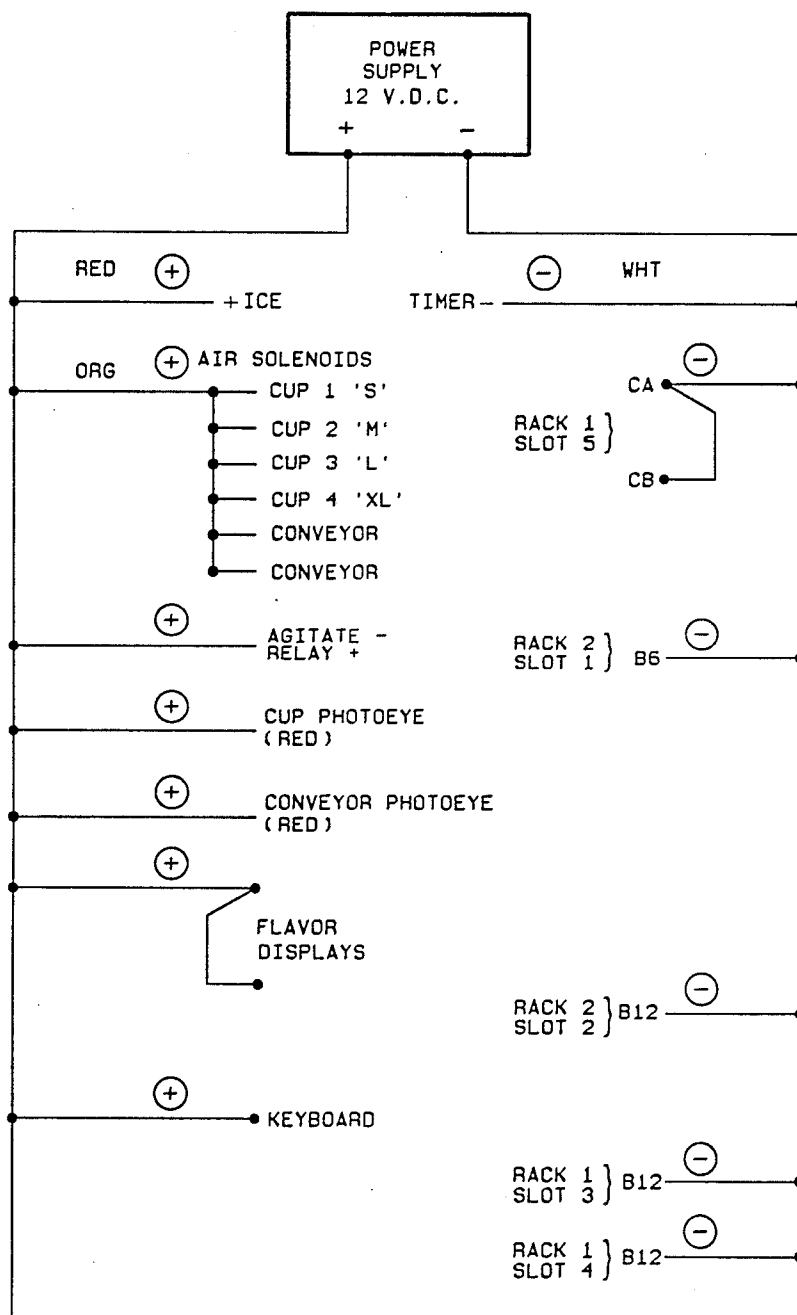 POWER
SUPPLY
12 V.D.C.
+ −
RED + WHT −
+ ICE TIMER −
ORG + AIR SOLENOIDS −
CUP 1 'S' CA
CUP 2 'M' RACK 1
SLOT 5
CUP 3 'L'
CB
CUP 4 'XL'
CONVEYOR
CONVEYOR
+ AGITATE −
RELAY +
RACK 2 −
SLOT 1 B6
+ CUP PHOTOEYE
(RED)
+ CONVEYOR PHOTOEYE
(RED)
+
FLAVOR
DISPLAYS
RACK 2 B12 −
SLOT 2
+
KEYBOARD
RACK 1 B12 −
SLOT 3
RACK 1 B12 −
SLOT 4